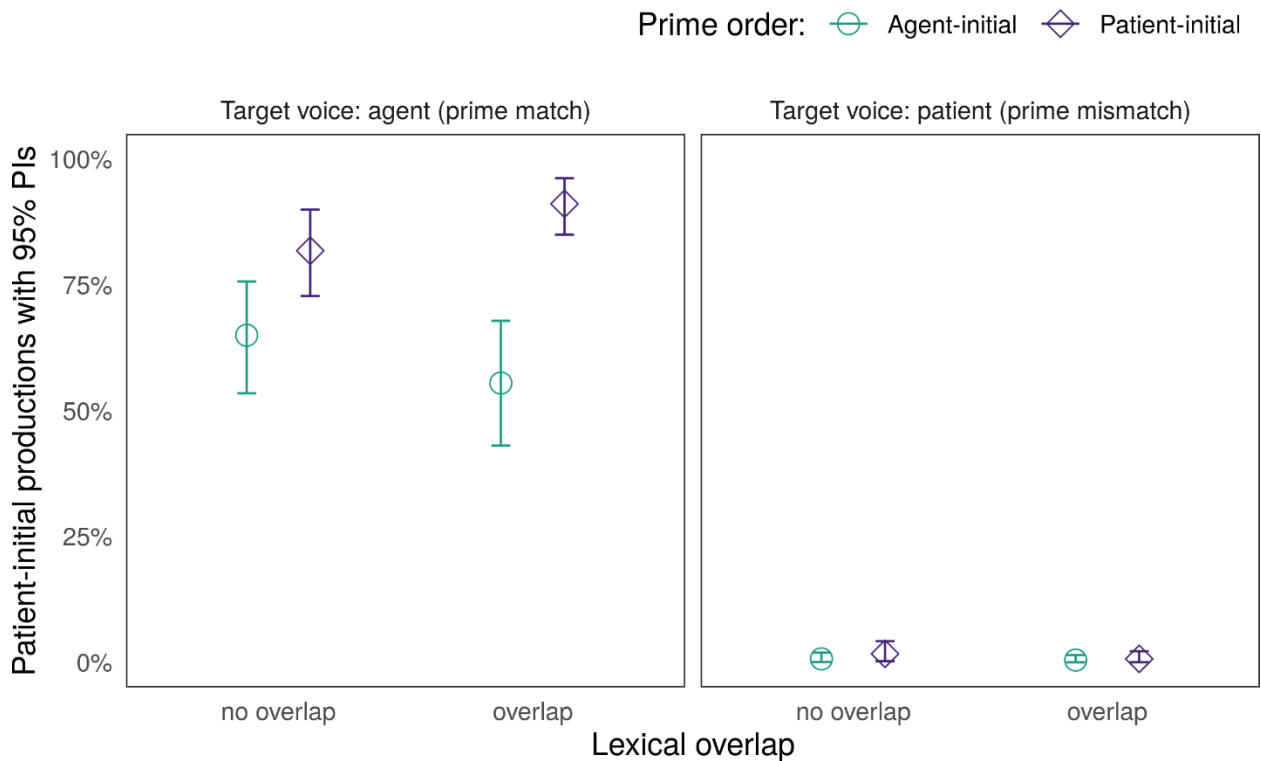 Prime order: Agent-initial Patient-initial
Target voice: agent (prime match)
Target voice: patient (prime mismatch)
Patient-initial productions with 95% PIs
100%
75%
50%
25%
0%
no overlap
overlap
no overlap
overlap
Lexical overlap